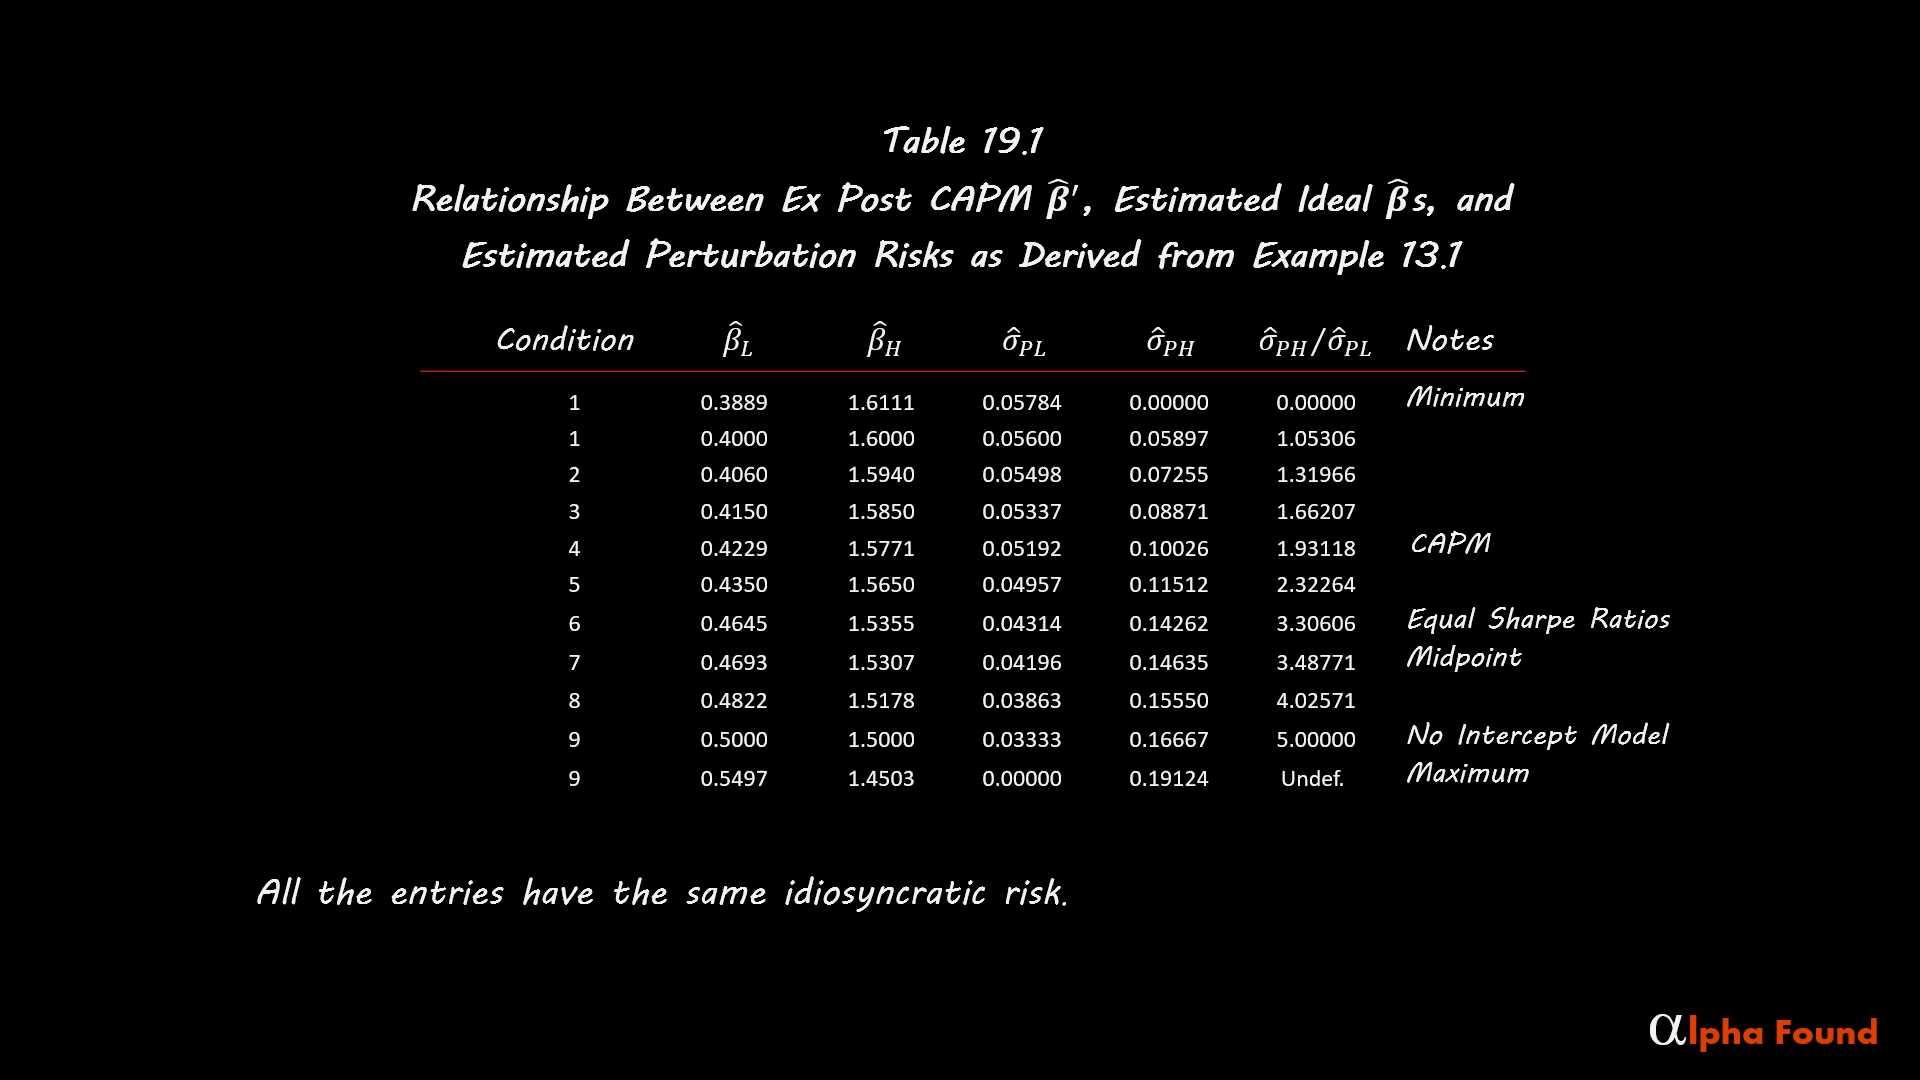 Table 19.1
Relationship Between Ex Post CAPM β̂′, Estimated Ideal β̂s, and
Estimated Perturbation Risks as Derived from Example 13.1
Condition β̂L β̂H σ̂PL σ̂PH σ̂PH/σ̂PL Notes
1 0.3889 1.6111 0.05784 0.00000 0.00000 Minimum
1 0.4000 1.6000 0.05600 0.05897 1.05306
2 0.4060 1.5940 0.05498 0.07255 1.31966
3 0.4150 1.5850 0.05337 0.08871 1.66207
4 0.4229 1.5771 0.05192 0.10026 1.93118 CAPM
5 0.4350 1.5650 0.04957 0.11512 2.32264
6 0.4645 1.5355 0.04314 0.14262 3.30606 Equal Sharpe Ratios
7 0.4693 1.5307 0.04196 0.14635 3.48771 Midpoint
8 0.4822 1.5178 0.03863 0.15550 4.02571
9 0.5000 1.5000 0.03333 0.16667 5.00000 No Intercept Model
9 0.5497 1.4503 0.00000 0.19124 Undef. Maximum
All the entries have the same idiosyncratic risk.
αlpha Found